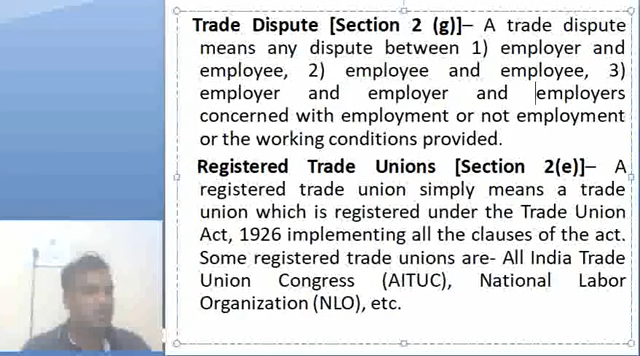 Trade Dispute [Section 2 (g)]– A trade dispute
means any dispute between 1) employer and
employee, 2) employee and employee, 3)
employer and employer and employers
concerned with employment or not employment
or the working conditions provided.
Registered Trade Unions [Section 2(e)]– A
registered trade union simply means a trade
union which is registered under the Trade Union
Act, 1926 implementing all the clauses of the act.
Some registered trade unions are- All India Trade
Union Congress (AITUC), National Labor
Organization (NLO), etc.